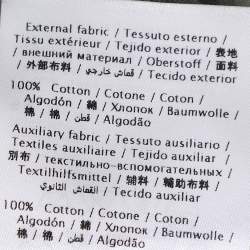 External fabric / Tessuto esterno /
Tissu extérieur / Tejido exterior / 表地
/ внешний материал / Oberstoff / 面料
/ 外部布料 / قماش خارجي / Tecido exterior
100% Cotton / Cotone / Coton /
Algodón / 綿 / Хлопок / Baumwolle /
棉 / 棉 / قطن / Algodão
Auxiliary fabric / Tessuto ausiliario /
Textiles auxiliaire / Tejido auxiliar /
別布 / текстильно-вспомогательных /
Textilhilfsmittel / 辅料 / 輔助布料 /
القماش الثانوي / Tecido auxiliar
100% Cotton / Cotone / Coton /
Algodón / 綿 / Хлопок / Baumwolle /
棉 / 棉 / قطن / Algodão